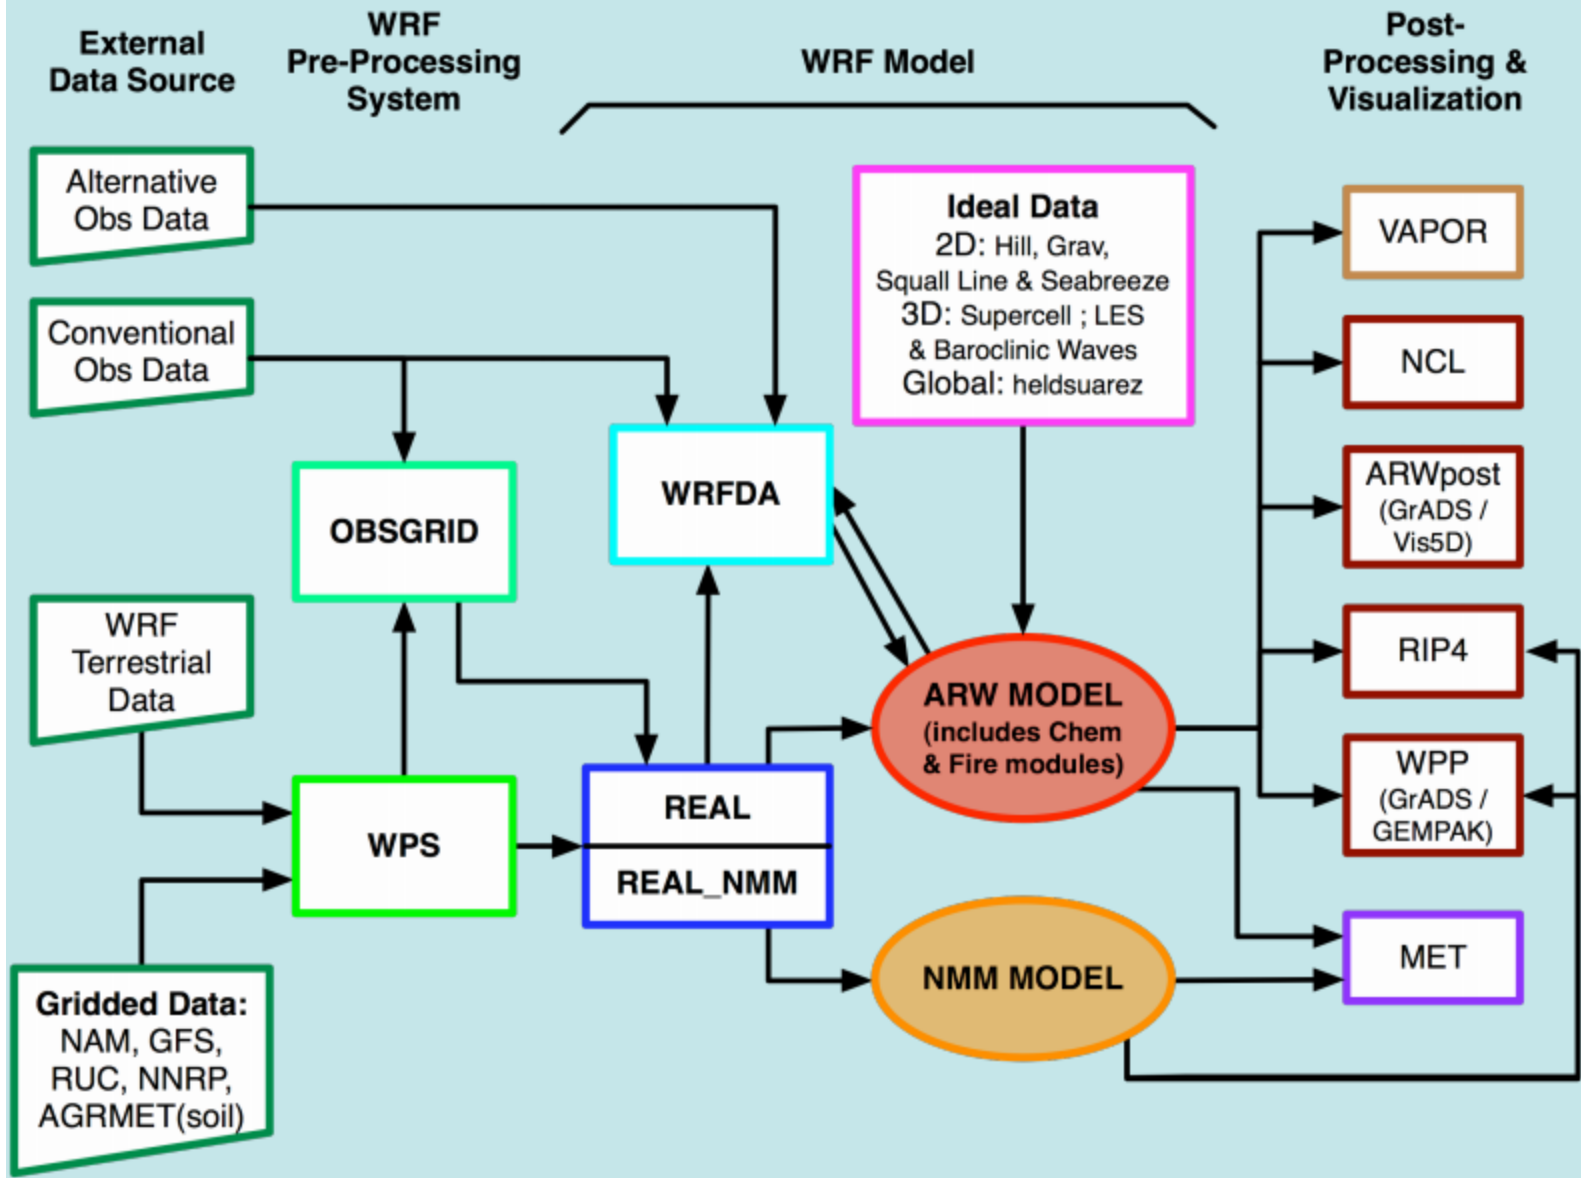 External
Data Source
WRF
Pre-Processing
System
WRF Model
Post-
Processing &
Visualization
Alternative
Obs Data
Conventional
Obs Data
WRF
Terrestrial
Data
Gridded Data:
NAM, GFS,
RUC, NNRP,
AGRMET(soil)
OBSGRID
WPS
WRFDA
REAL
REAL_NMM
Ideal Data
2D: Hill, Grav,
Squall Line & Seabreeze
3D: Supercell ; LES
& Baroclinic Waves
Global: heldsuarez
ARW MODEL
(includes Chem
& Fire modules)
NMM MODEL
VAPOR
NCL
ARWpost
(GrADS /
Vis5D)
RIP4
WPP
(GrADS /
GEMPAK)
MET